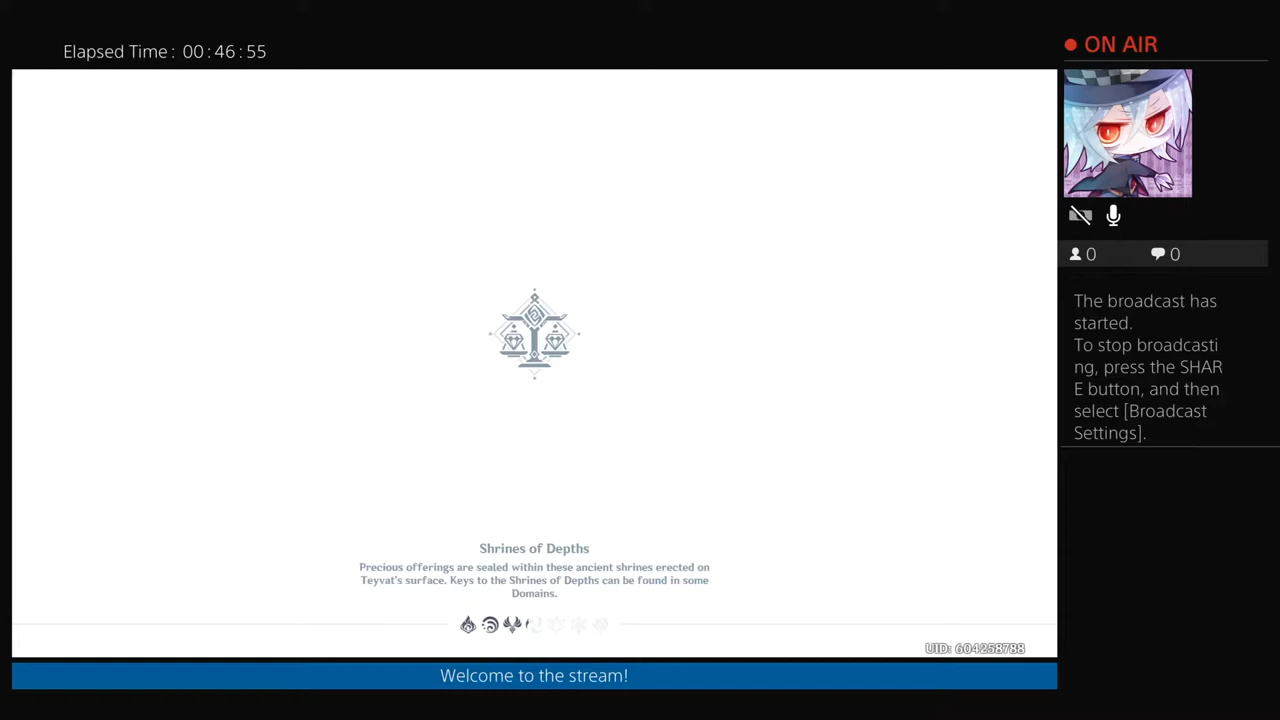 Elapsed Time : 00 : 46 : 55
ON AIR
0 0
The broadcast has
started.
To stop broadcasti
ng, press the SHAR
E button, and then
select [Broadcast
Settings].
Shrines of Depths
Precious offerings are sealed within these ancient shrines erected on
Teyvat's surface. Keys to the Shrines of Depths can be found in some
Domains.
UID: 604258788
Welcome to the stream!